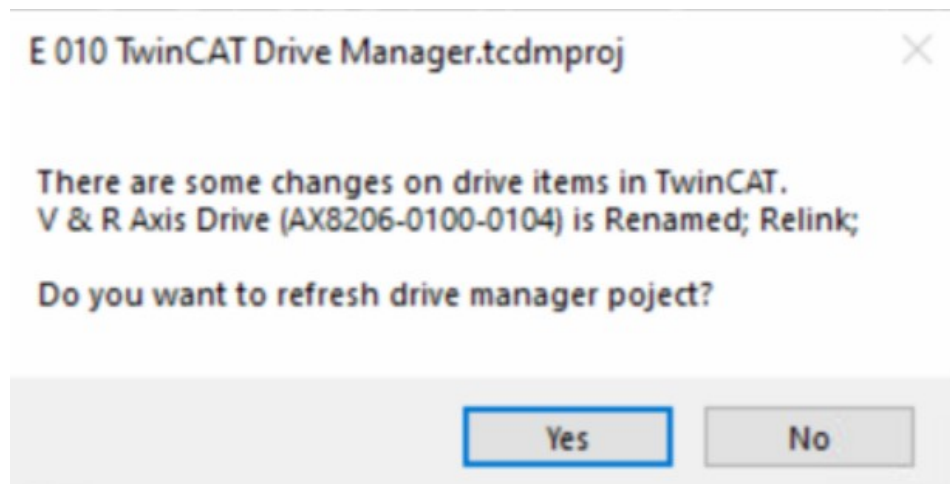 E 010 TwinCAT Drive Manager.tcdmproj
There are some changes on drive items in TwinCAT.
V & R Axis Drive (AX8206-0100-0104) is Renamed; Relink;
Do you want to refresh drive manager poject?
Yes
No